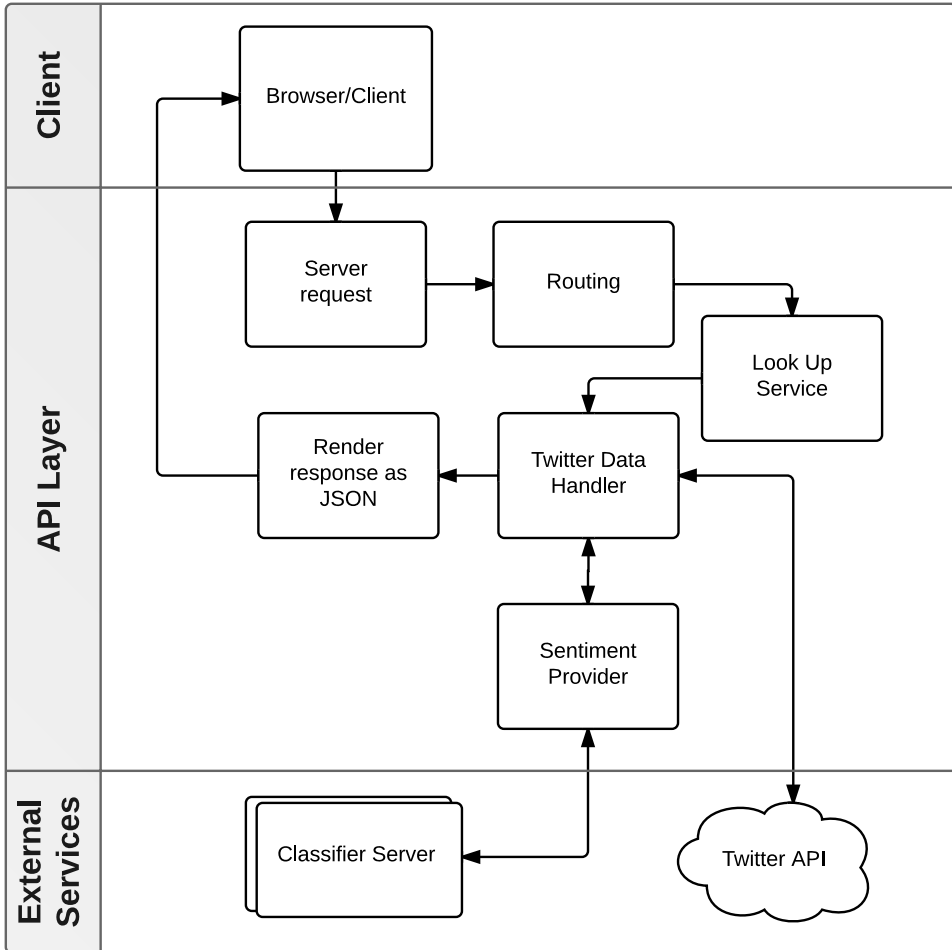 Client
Browser/Client
API Layer
Server
request
Routing
Look Up
Service
Render
response as
JSON
Twitter Data
Handler
Sentiment
Provider
External
Services
Classifier Server
Twitter API